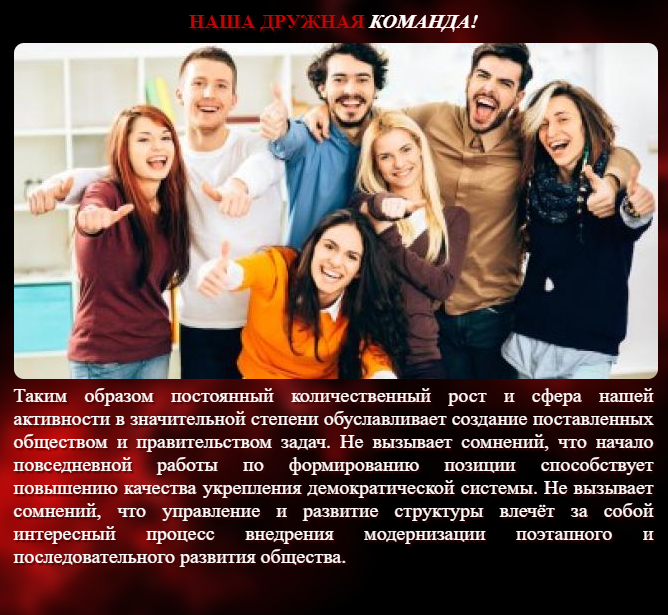 НАША ДРУЖНАЯ КОМАНДА!
Таким образом постоянный количественный рост и сфера нашей
активности в значительной степени обуславливает создание поставленных
обществом и правительством задач. Не вызывает сомнений, что начало
повседневной работы по формированию позиции способствует
повышению качества укрепления демократической системы. Не вызывает
сомнений, что управление и развитие структуры влечёт за собой
интересный процесс внедрения модернизации поэтапного и
последовательного развития общества.